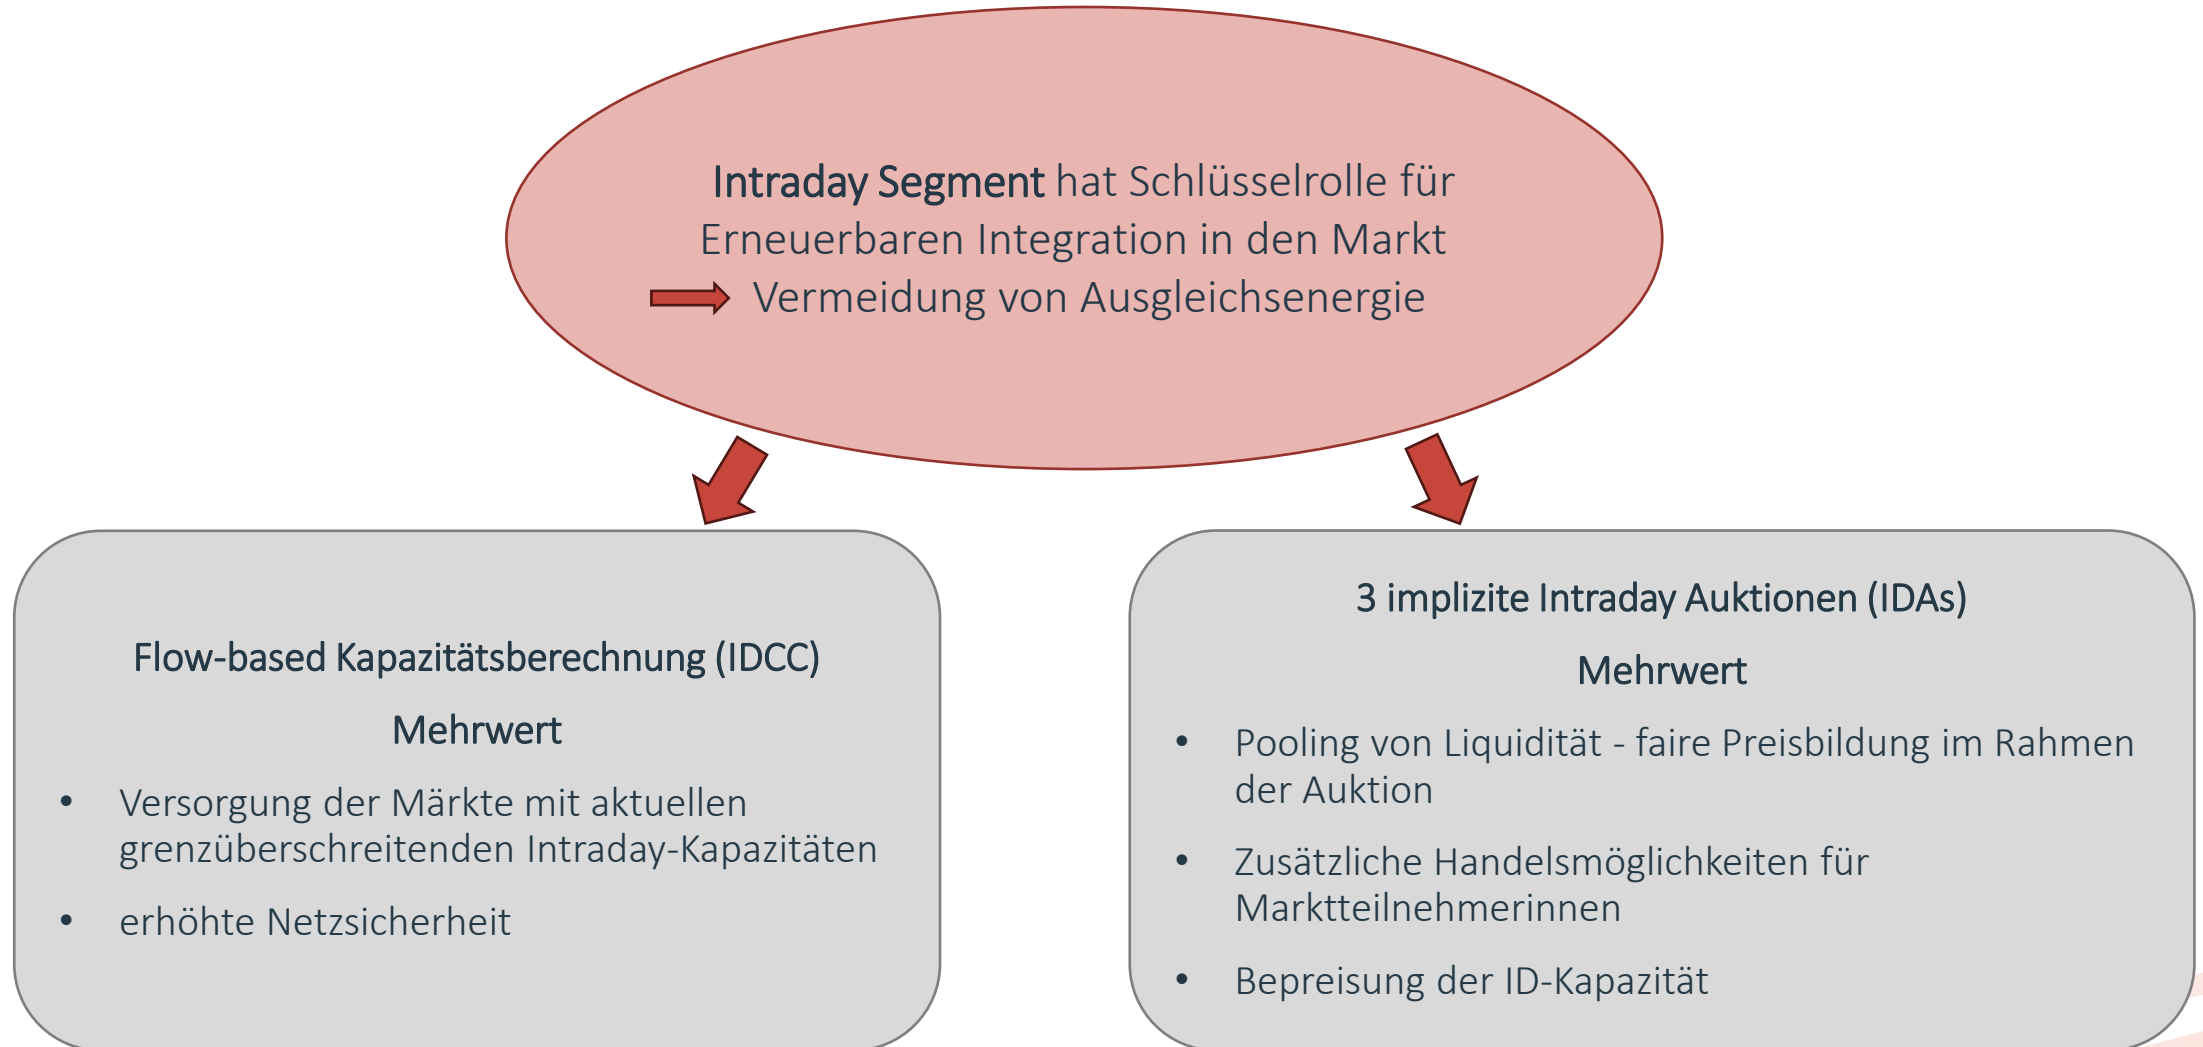 Intraday Segment hat Schlüsselrolle für
Erneuerbaren Integration in den Markt
Vermeidung von Ausgleichsenergie
Flow-based Kapazitätsberechnung (IDCC)
Mehrwert
• Versorgung der Märkte mit aktuellen
grenzüberschreitenden Intraday-Kapazitäten
• erhöhte Netzsicherheit
3 implizite Intraday Auktionen (IDAs)
Mehrwert
• Pooling von Liquidität - faire Preisbildung im Rahmen
der Auktion
• Zusätzliche Handelsmöglichkeiten für
Marktteilnehmerinnen
• Bepreisung der ID-Kapazität